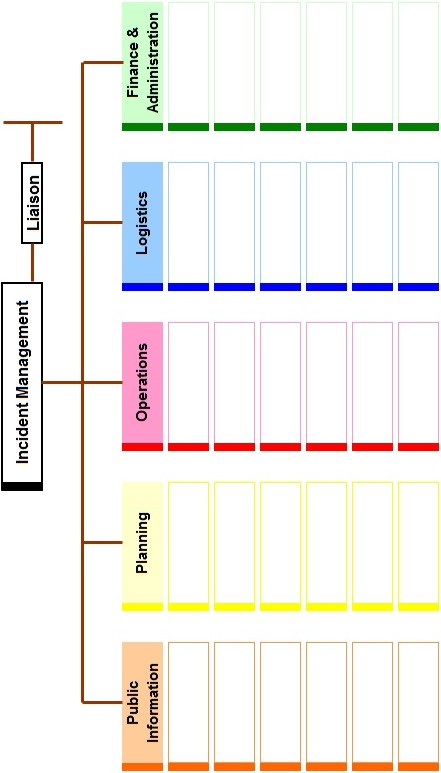 Incident Management
Liaison
Public
Information
Planning
Operations
Logistics
Finance &
Administration